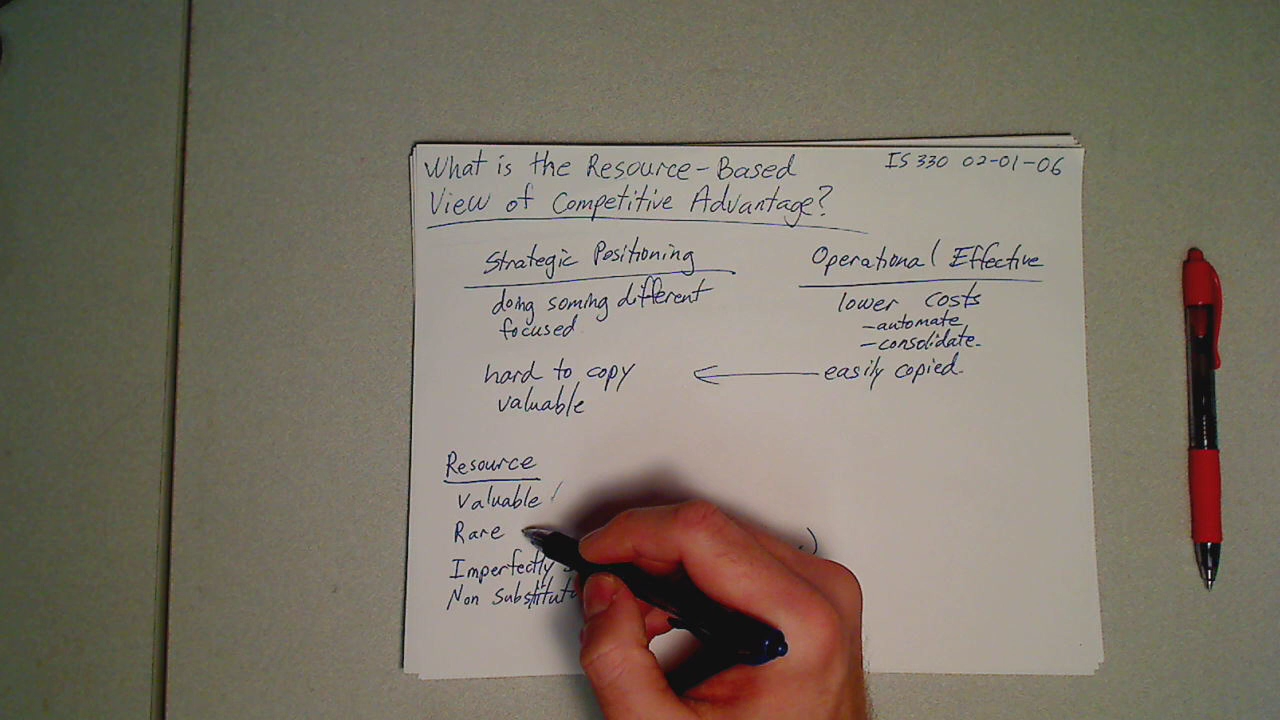 What is the Resource-Based
View of Competitive Advantage?
IS 330 02-01-06
Strategic Positioning
doing soming different
focused
hard to copy
valuable
Operational Effective
lower costs
-automate
-consolidate.
easily copied.
Resource
Valuable
Rare
Imperfectly
Non Substitut